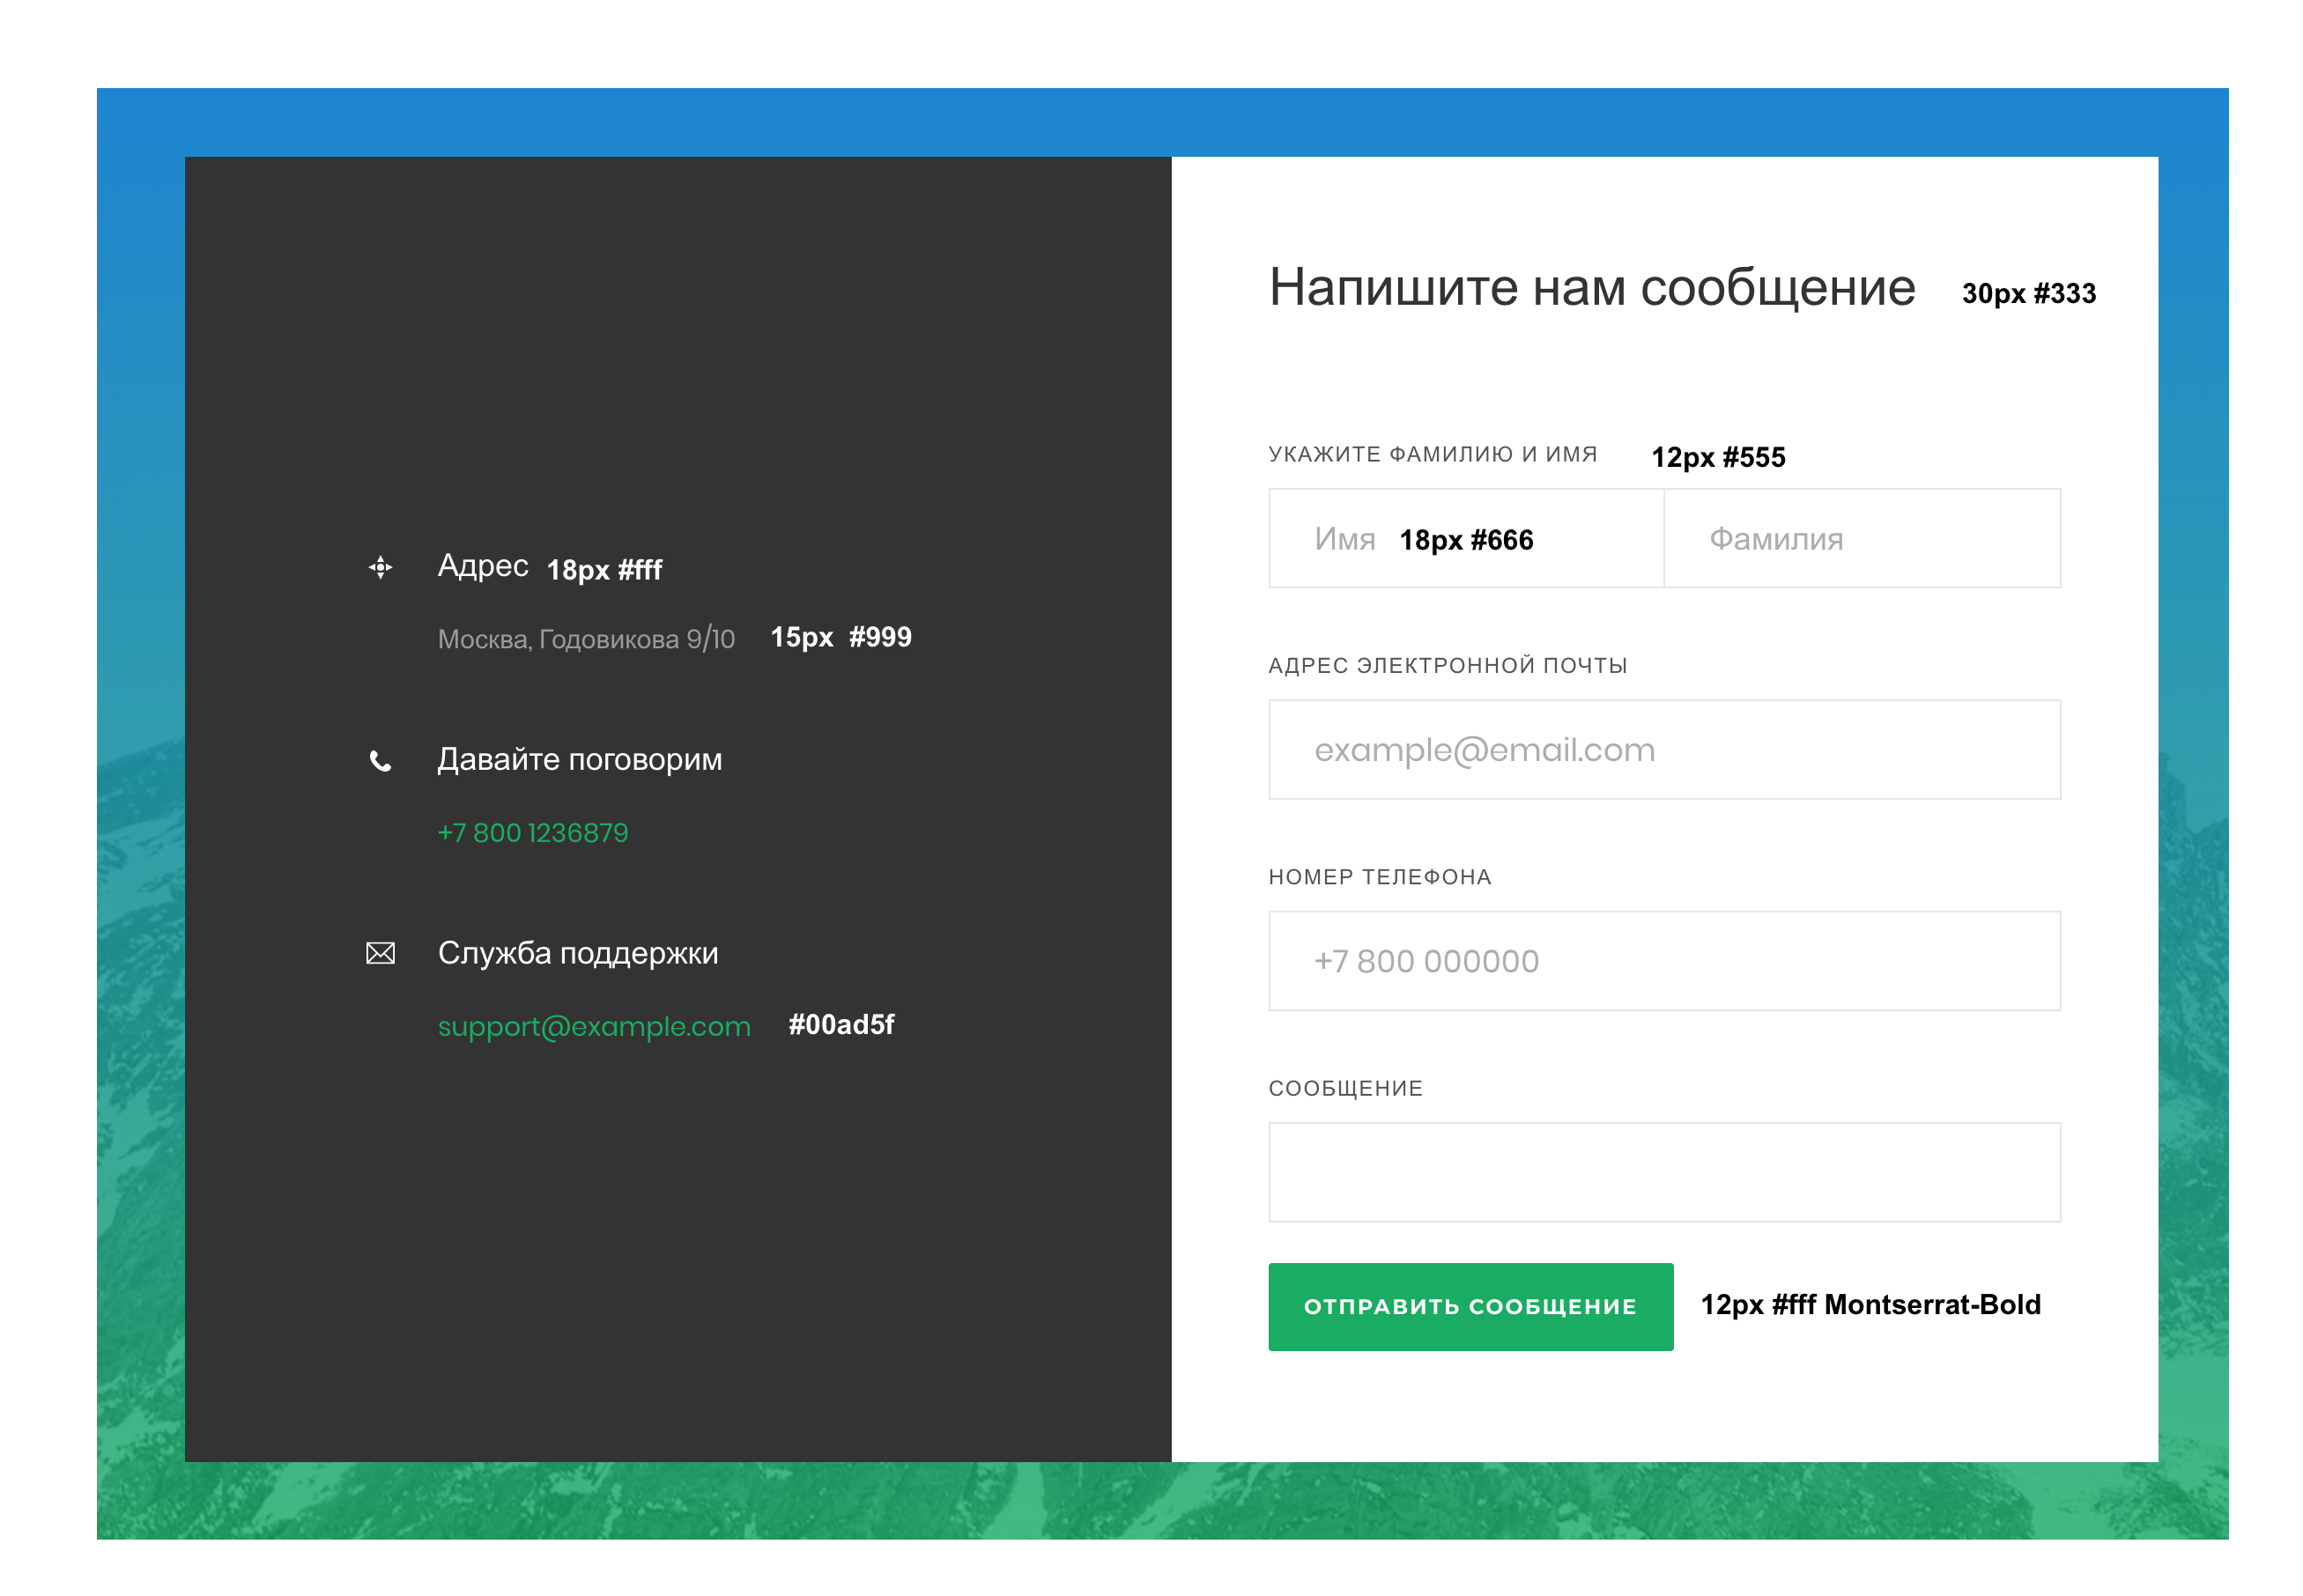 Адрес 18px #fff
Москва, Годовикова 9/10 15px #999
Давайте поговорим
+7 800 1236879
Служба поддержки
support@example.com #00ad5f
Напишите нам сообщение 30px #333
УКАЖИТЕ ФАМИЛИЮ И ИМЯ 12px #555
Имя 18px #666 Фамилия
АДРЕС ЭЛЕКТРОННОЙ ПОЧТЫ
example@email.com
НОМЕР ТЕЛЕФОНА
+7 800 000000
СООБЩЕНИЕ
ОТПРАВИТЬ СООБЩЕНИЕ 12px #fff Montserrat-Bold